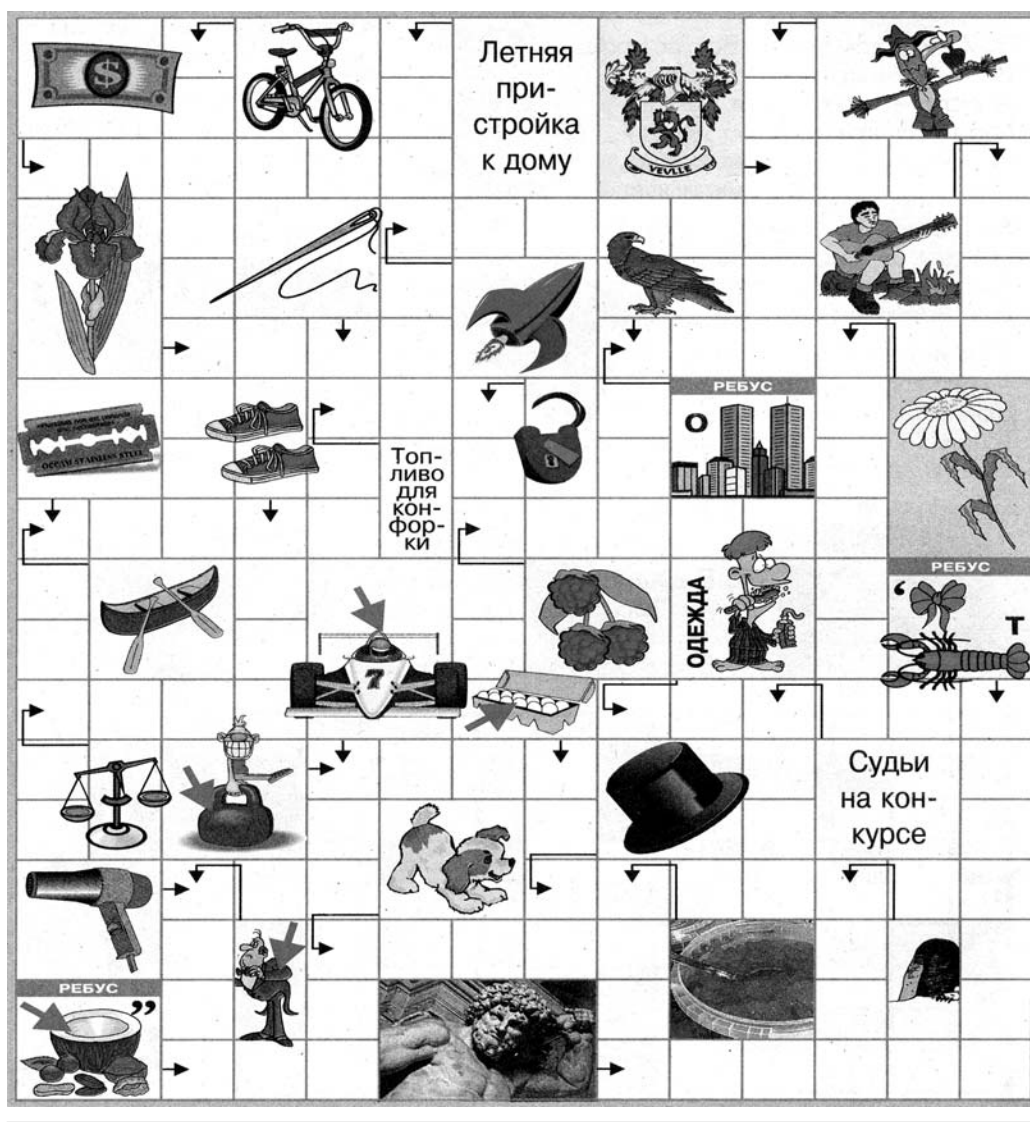 Летняя
при-
стройка
к дому
VEVLLE
РЕБУС
О
Топ-
ливо
для
кон-
фор-
ки
ОДЕЖДА
РЕБУС
‘
Т
7
Судьи
на кон-
курсе
РЕБУС
”